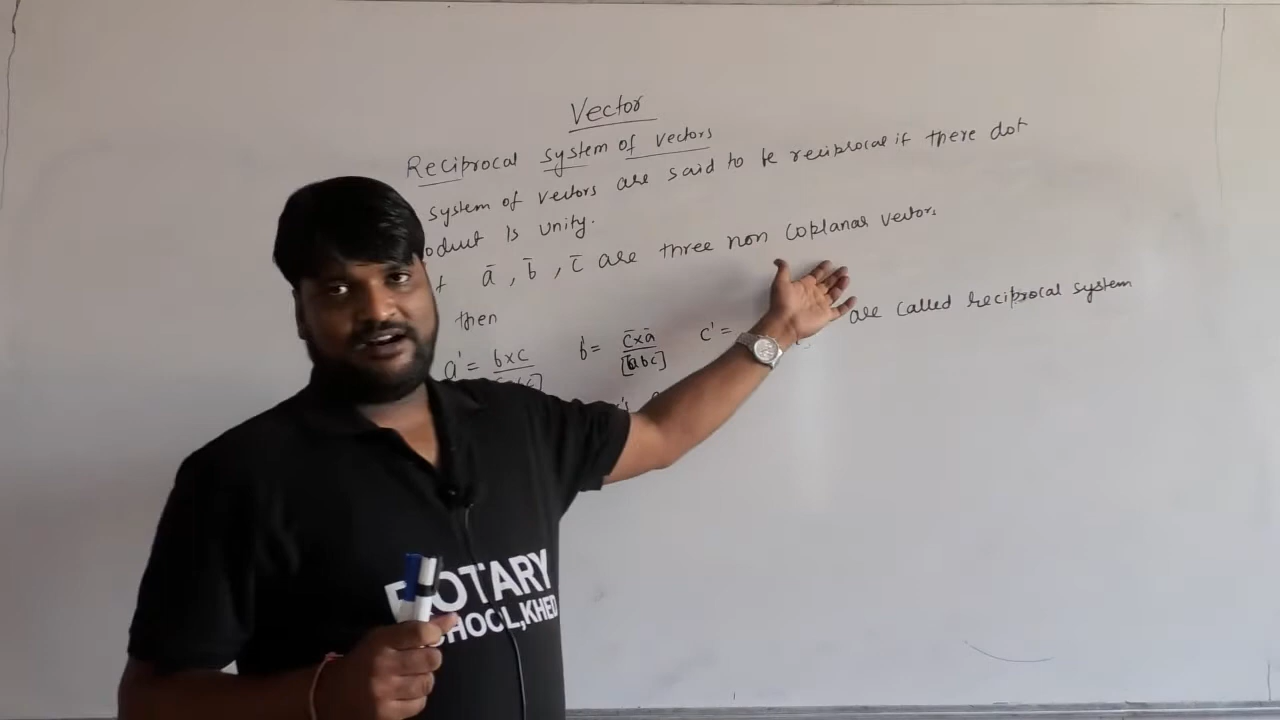 Vector
Reciprocal system of vectors
system of vectors are said to be reciprocal if there dot
oduct is unity.
f ā, b̄, c̄ are three non coplanar vectors
then
a' = b×c b' = c̄×ā / [abc] c' = are called reciprocal system
ROTARY
HOOL,KHED